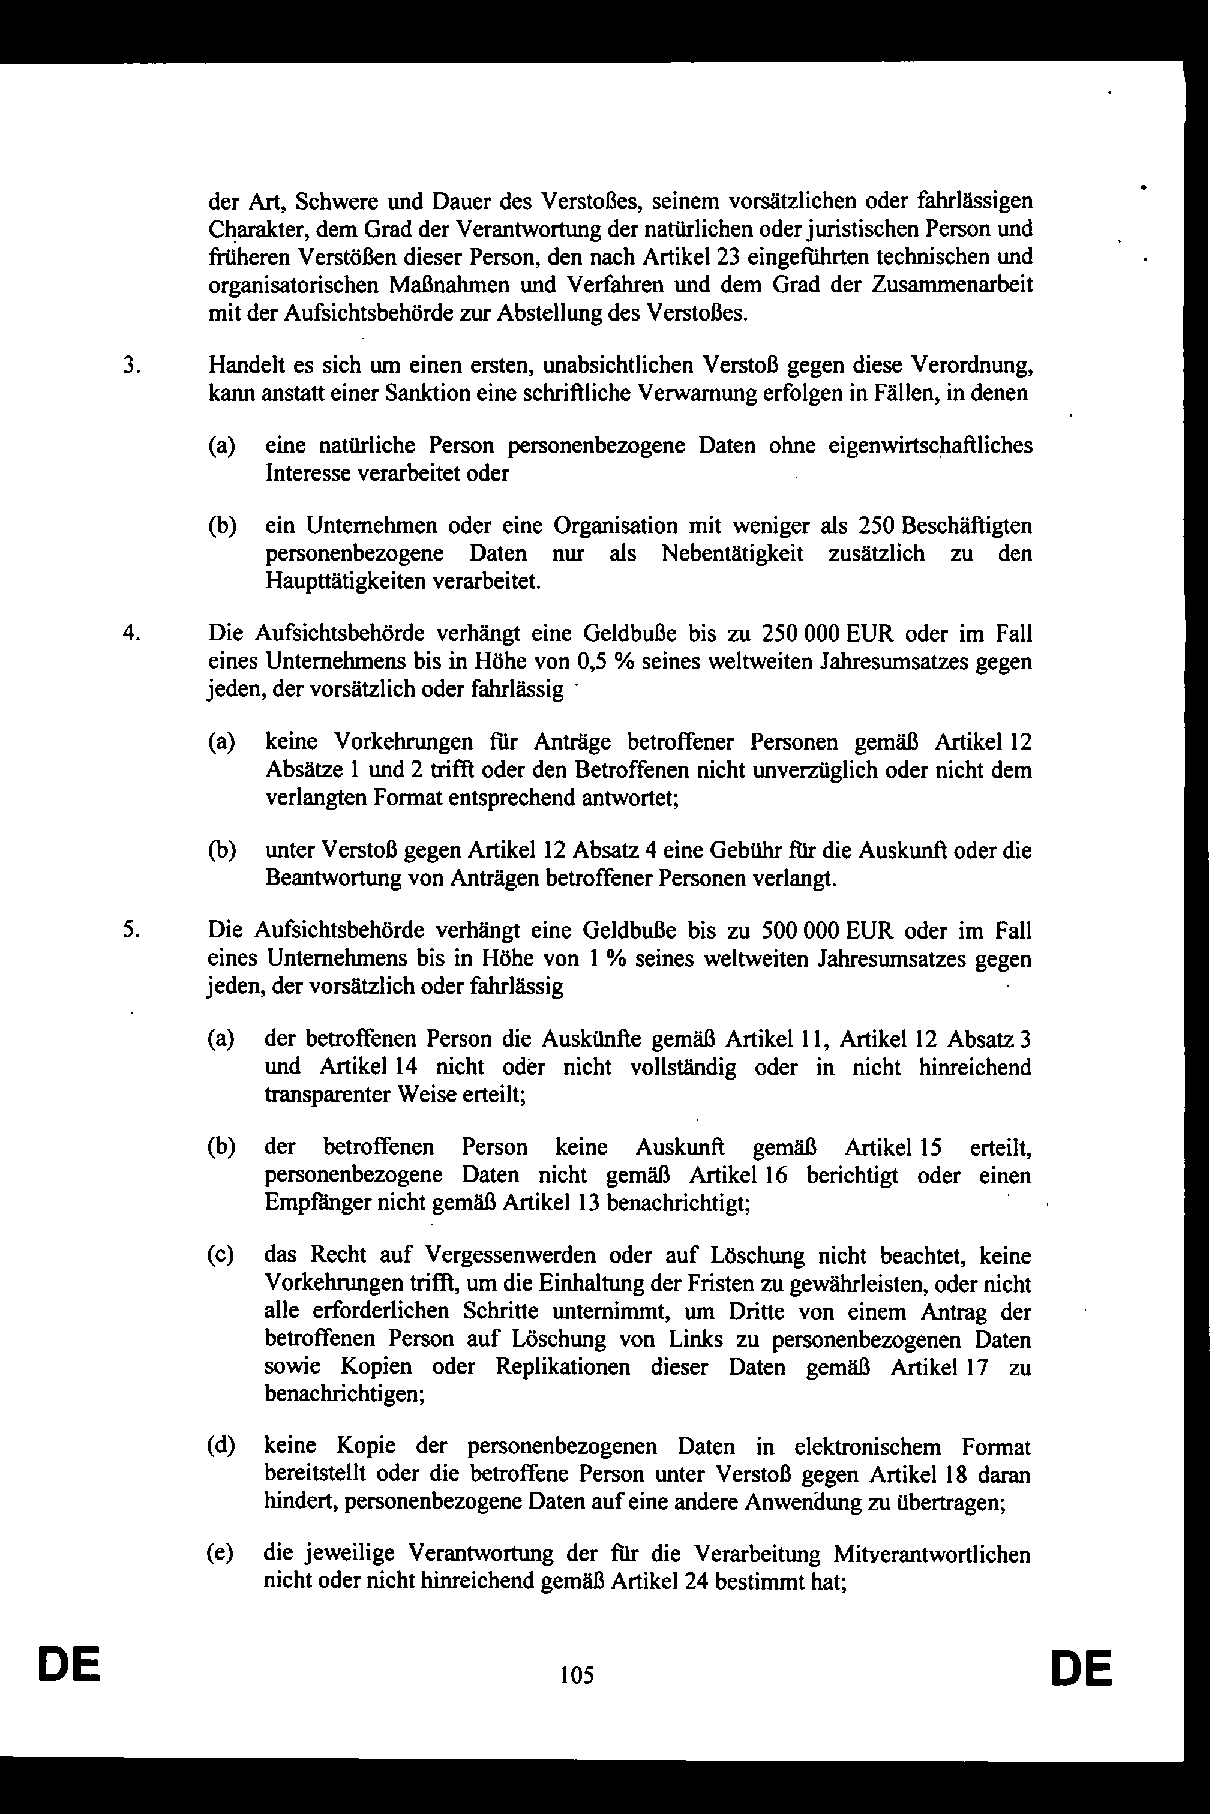 der Art, Schwere und Dauer des Verstoßes, seinem vorsätzlichen oder fahrlässigen
Charakter, dem Grad der Verantwortung der natürlichen oder juristischen Person und
früheren Verstößen dieser Person, den nach Artikel 23 eingeführten technischen und
organisatorischen Maßnahmen und Verfahren und dem Grad der Zusammenarbeit
mit der Aufsichtsbehörde zur Abstellung des Verstoßes.
3. Handelt es sich um einen ersten, unabsichtlichen Verstoß gegen diese Verordnung,
kann anstatt einer Sanktion eine schriftliche Verwarnung erfolgen in Fällen, in denen
(a) eine natürliche Person personenbezogene Daten ohne eigenwirtschaftliches
Interesse verarbeitet oder
(b) ein Unternehmen oder eine Organisation mit weniger als 250 Beschäftigten
personenbezogene Daten nur als Nebentätigkeit zusätzlich zu den
Haupttätigkeiten verarbeitet.
4. Die Aufsichtsbehörde verhängt eine Geldbuße bis zu 250 000 EUR oder im Fall
eines Unternehmens bis in Höhe von 0,5 % seines weltweiten Jahresumsatzes gegen
jeden, der vorsätzlich oder fahrlässig
(a) keine Vorkehrungen für Anträge betroffener Personen gemäß Artikel 12
Absätze 1 und 2 trifft oder den Betroffenen nicht unverzüglich oder nicht dem
verlangten Format entsprechend antwortet;
(b) unter Verstoß gegen Artikel 12 Absatz 4 eine Gebühr für die Auskunft oder die
Beantwortung von Anträgen betroffener Personen verlangt.
5. Die Aufsichtsbehörde verhängt eine Geldbuße bis zu 500 000 EUR oder im Fall
eines Unternehmens bis in Höhe von 1 % seines weltweiten Jahresumsatzes gegen
jeden, der vorsätzlich oder fahrlässig
(a) der betroffenen Person die Auskünfte gemäß Artikel 11, Artikel 12 Absatz 3
und Artikel 14 nicht oder nicht vollständig oder in nicht hinreichend
transparenter Weise erteilt;
(b) der betroffenen Person keine Auskunft gemäß Artikel 15 erteilt,
personenbezogene Daten nicht gemäß Artikel 16 berichtigt oder einen
Empfänger nicht gemäß Artikel 13 benachrichtigt;
(c) das Recht auf Vergessenwerden oder auf Löschung nicht beachtet, keine
Vorkehrungen trifft, um die Einhaltung der Fristen zu gewährleisten, oder nicht
alle erforderlichen Schritte unternimmt, um Dritte von einem Antrag der
betroffenen Person auf Löschung von Links zu personenbezogenen Daten
sowie Kopien oder Replikationen dieser Daten gemäß Artikel 17 zu
benachrichtigen;
(d) keine Kopie der personenbezogenen Daten in elektronischem Format
bereitstellt oder die betroffene Person unter Verstoß gegen Artikel 18 daran
hindert, personenbezogene Daten auf eine andere Anwendung zu übertragen;
(e) die jeweilige Verantwortung der für die Verarbeitung Mitverantwortlichen
nicht oder nicht hinreichend gemäß Artikel 24 bestimmt hat;
DE 105 DE